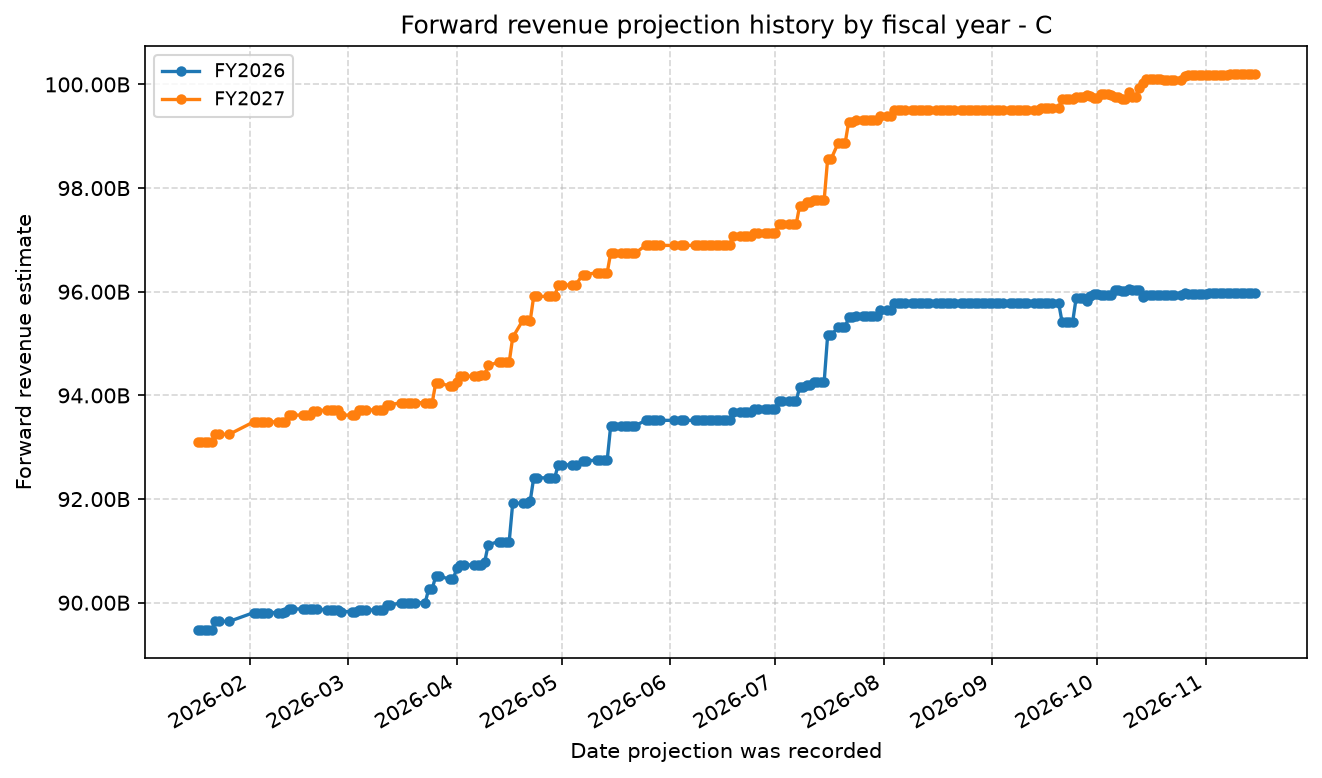 Forward revenue projection history by fiscal year - C
FY2026
FY2027
100.00B
98.00B
96.00B
94.00B
92.00B
90.00B
Forward revenue estimate
2026-02
2026-03
2026-04
2026-05
2026-06
2026-07
2026-08
2026-09
2026-10
2026-11
Date projection was recorded